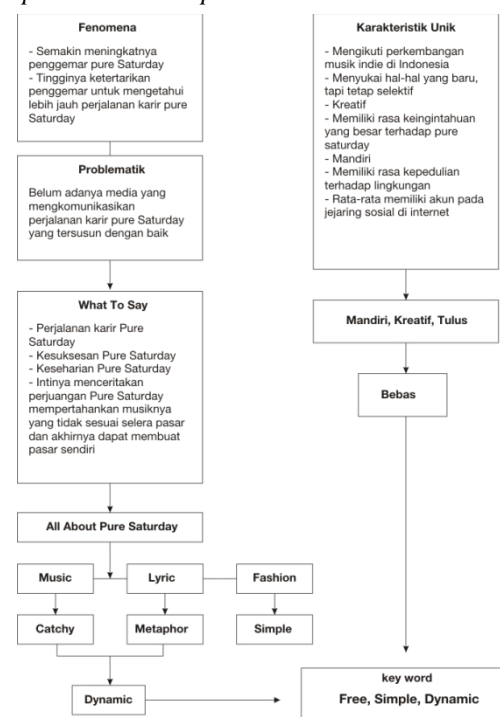 Fenomena
- Semakin meningkatnya
penggemar pure Saturday
- Tingginya ketertarikan
penggemar untuk mengetahui
lebih jauh perjalanan karir pure
Saturday
Problematik
Belum adanya media yang
mengkomunikasikan
perjalanan karir pure Saturday
yang tersusun dengan baik
What To Say
- Perjalanan karir Pure
Saturday
- Kesuksesan Pure Saturday
- Keseharian Pure Saturday
- Intinya menceritakan
perjuangan Pure Saturday
mempertahankan musiknya
yang tidak sesuai selera pasar
dan akhirnya dapat membuat
pasar sendiri
All About Pure Saturday
Music
Lyric
Fashion
Catchy
Metaphor
Simple
Dynamic
Karakteristik Unik
- Mengikuti perkembangan
musik indie di Indonesia
- Menyukai hal-hal yang baru,
tapi tetap selektif
- Kreatif
- Memiliki rasa keingintahuan
yang besar terhadap pure
saturday
- Mandiri
- Memiliki rasa kepedulian
terhadap lingkungan
- Rata-rata memiliki akun pada
jejaring sosial di internet
Mandiri, Kreatif, Tulus
Bebas
key word
Free, Simple, Dynamic